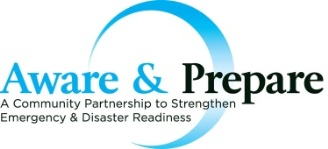 Aware & Prepare
A Community Partnership to Strengthen
Emergency & Disaster Readiness